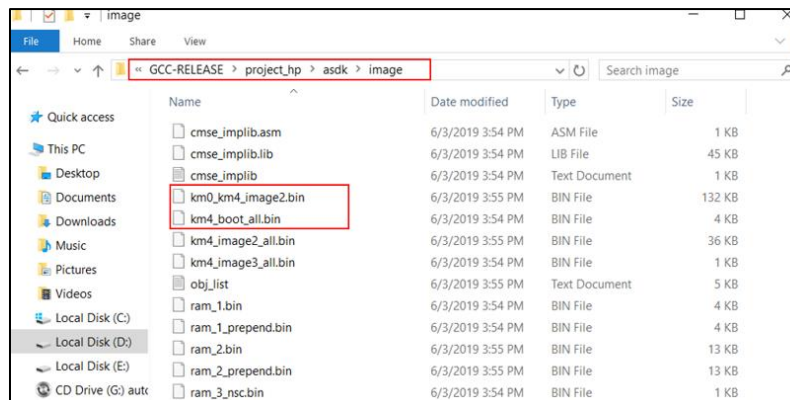 image
File Home Share View
« GCC-RELEASE > project_hp > asdk > image
Search image
Name Date modified Type Size
Quick access
This PC
Desktop
Documents
Downloads
Music
Pictures
Videos
Local Disk (C:)
Local Disk (D:)
Local Disk (E:)
CD Drive (G:) auto
cmse_implib.asm 6/3/2019 3:54 PM ASM File 1 KB
cmse_implib.lib 6/3/2019 3:54 PM LIB File 45 KB
cmse_implib 6/3/2019 3:54 PM Text Document 1 KB
km0_km4_image2.bin 6/3/2019 3:55 PM BIN File 132 KB
km4_boot_all.bin 6/3/2019 3:54 PM BIN File 4 KB
km4_image2_all.bin 6/3/2019 3:55 PM BIN File 36 KB
km4_image3_all.bin 6/3/2019 3:55 PM BIN File 1 KB
obj_list 6/3/2019 3:55 PM Text Document 5 KB
ram_1.bin 6/3/2019 3:54 PM BIN File 4 KB
ram_1_prepend.bin 6/3/2019 3:54 PM BIN File 4 KB
ram_2.bin 6/3/2019 3:55 PM BIN File 13 KB
ram_2_prepend.bin 6/3/2019 3:55 PM BIN File 13 KB
ram_3_nsc.bin 6/3/2019 3:54 PM BIN File 1 KB